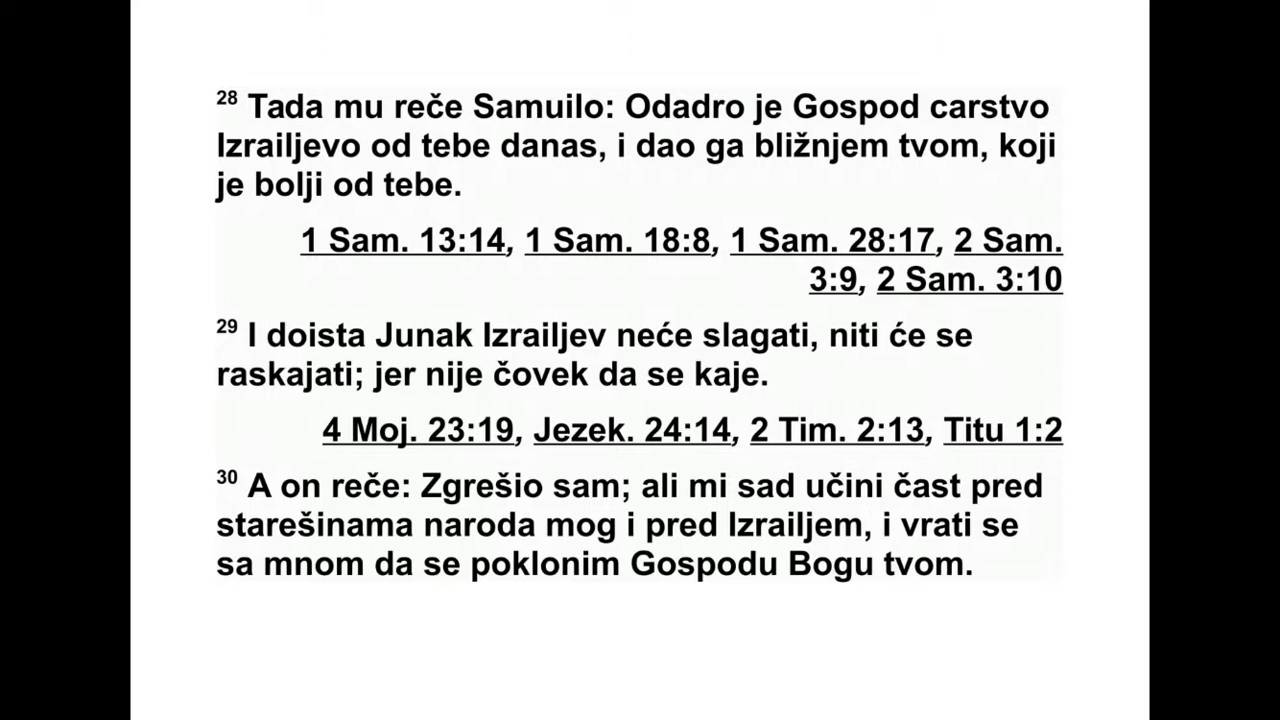 28 Tada mu reče Samuilo: Odadro je Gospod carstvo
Izrailjevo od tebe danas, i dao ga bližnjem tvom, koji
je bolji od tebe.
1 Sam. 13:14, 1 Sam. 18:8, 1 Sam. 28:17, 2 Sam.
3:9, 2 Sam. 3:10
29 I doista Junak Izrailjev neće slagati, niti će se
raskajati; jer nije čovek da se kaje.
4 Moj. 23:19, Jezek. 24:14, 2 Tim. 2:13, Titu 1:2
30 A on reče: Zgrešio sam; ali mi sad učini čast pred
starešinama naroda mog i pred Izrailjem, i vrati se
sa mnom da se poklonim Gospodu Bogu tvom.